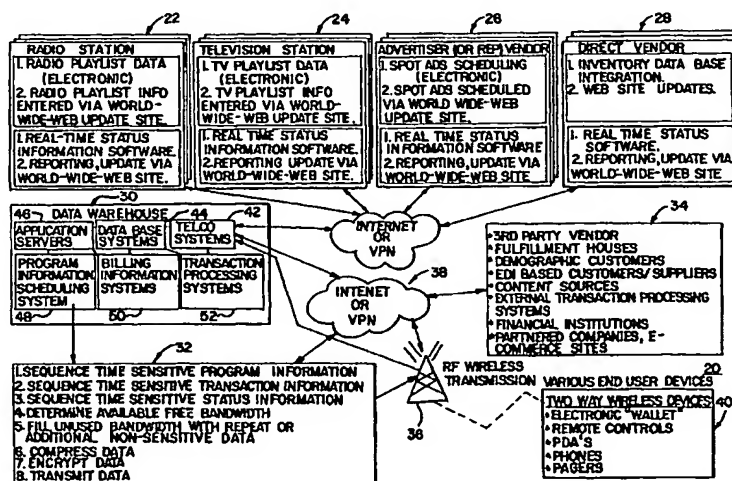 22
24
26
28
RADIO STATION
1. RADIO PLAYLIST DATA
(ELECTRONIC)
2. RADIO PLAYLIST INFO
ENTERED VIA WORLD-
WIDE-WEB UPDATE SITE.
1. REAL-TIME STATUS
INFORMATION SOFTWARE.
2. REPORTING, UPDATE VIA
WORLD-WIDE-WEB SITE.
TELEVISION STATION
1. TV PLAYLIST DATA
(ELECTRONIC)
2. TV PLAYLIST INFO
ENTERED VIA WORLD-
WIDE-WEB UPDATE SITE.
1. REAL TIME STATUS
INFORMATION SOFTWARE.
2. REPORTING UPDATE VIA
WORLD-WIDE-WEB SITE.
ADVERTISER (OR REP) VENDOR
1. SPOT ADS SCHEDULING
(ELECTRONIC)
2. SPOT ADS SCHEDULED
VIA WORLD WIDE-WEB
UPDATE SITE.
1. REAL TIME STATUS
INFORMATION SOFTWARE
2. REPORTING, UPDATE VIA
WORLD-WIDE-WEB SITE.
DIRECT VENDOR
1. INVENTORY DATA BASE
INTEGRATION.
2. WEB SITE UPDATES.
1. REAL TIME STATUS
SOFTWARE.
2. REPORTING, UPDATE VIA
WORLD-WIDE-WEB SITE
30
46
DATA WAREHOUSE
44
42
APPLICATION
SERVERS
DATA BASE
SYSTEMS
TELCO
SYSTEMS
PROGRAM
INFORMATION
SCHEDULING
SYSTEM
BILLING
INFORMATION
SYSTEMS
TRANSACTION
PROCESSING
SYSTEMS
48
50
52
INTERNET
OR
VPN
38
INTENET
OR
VPN
34
3RD PARTY VENDOR
FULFILLMENT HOUSES
DEMOGRAPHIC CUSTOMERS
EDI BASED CUSTOMERS/SUPPLIERS
CONTENT SOURCES
EXTERNAL TRANSACTION PROCESSING
SYSTEMS
FINANCIAL INSTITUTIONS
PARTNERED COMPANIES, E-
COMMERCE SITES
32
1. SEQUENCE TIME SENSITIVE PROGRAM INFORMATION
2. SEQUENCE TIME SENSITIVE TRANSACTION INFORMATION
3. SEQUENCE TIME SENSITIVE STATUS INFORMATION
4. DETERMINE AVAILABLE FREE BANDWIDTH
5. FILL UNUSED BANDWIDTH WITH REPEAT OR
ADDITIONAL NON-SENSITIVE DATA
6. COMPRESS DATA
7. ENCRYPT DATA
8. TRANSMIT DATA
RF WIRELESS
TRANSMISSION
36
20
VARIOUS END USER DEVICES
TWO WAY WIRELESS DEVICES
ELECTRONIC "WALLET"
REMOTE CONTROLS
PDA'S
PHONES
PAGERS
40